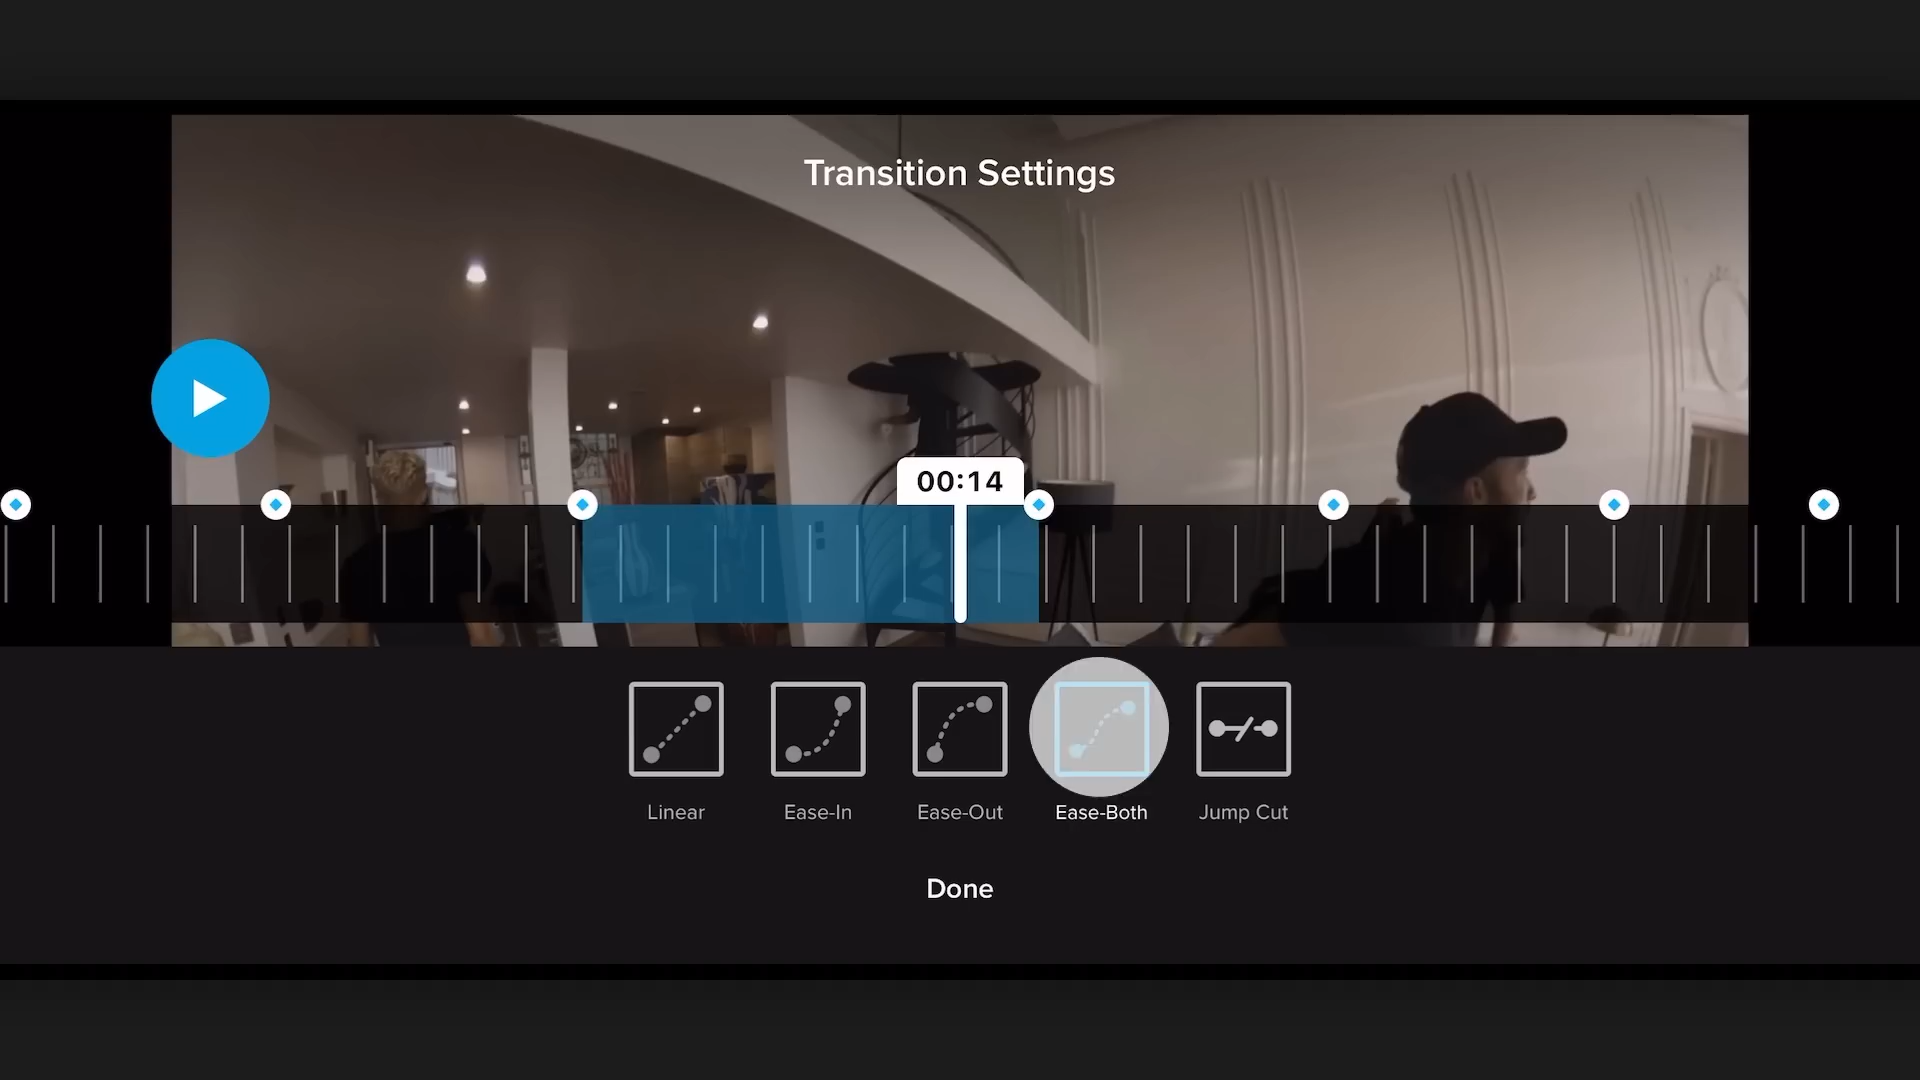 Transition Settings
00:14
Linear
Ease-In
Ease-Out
Ease-Both
Jump Cut
Done